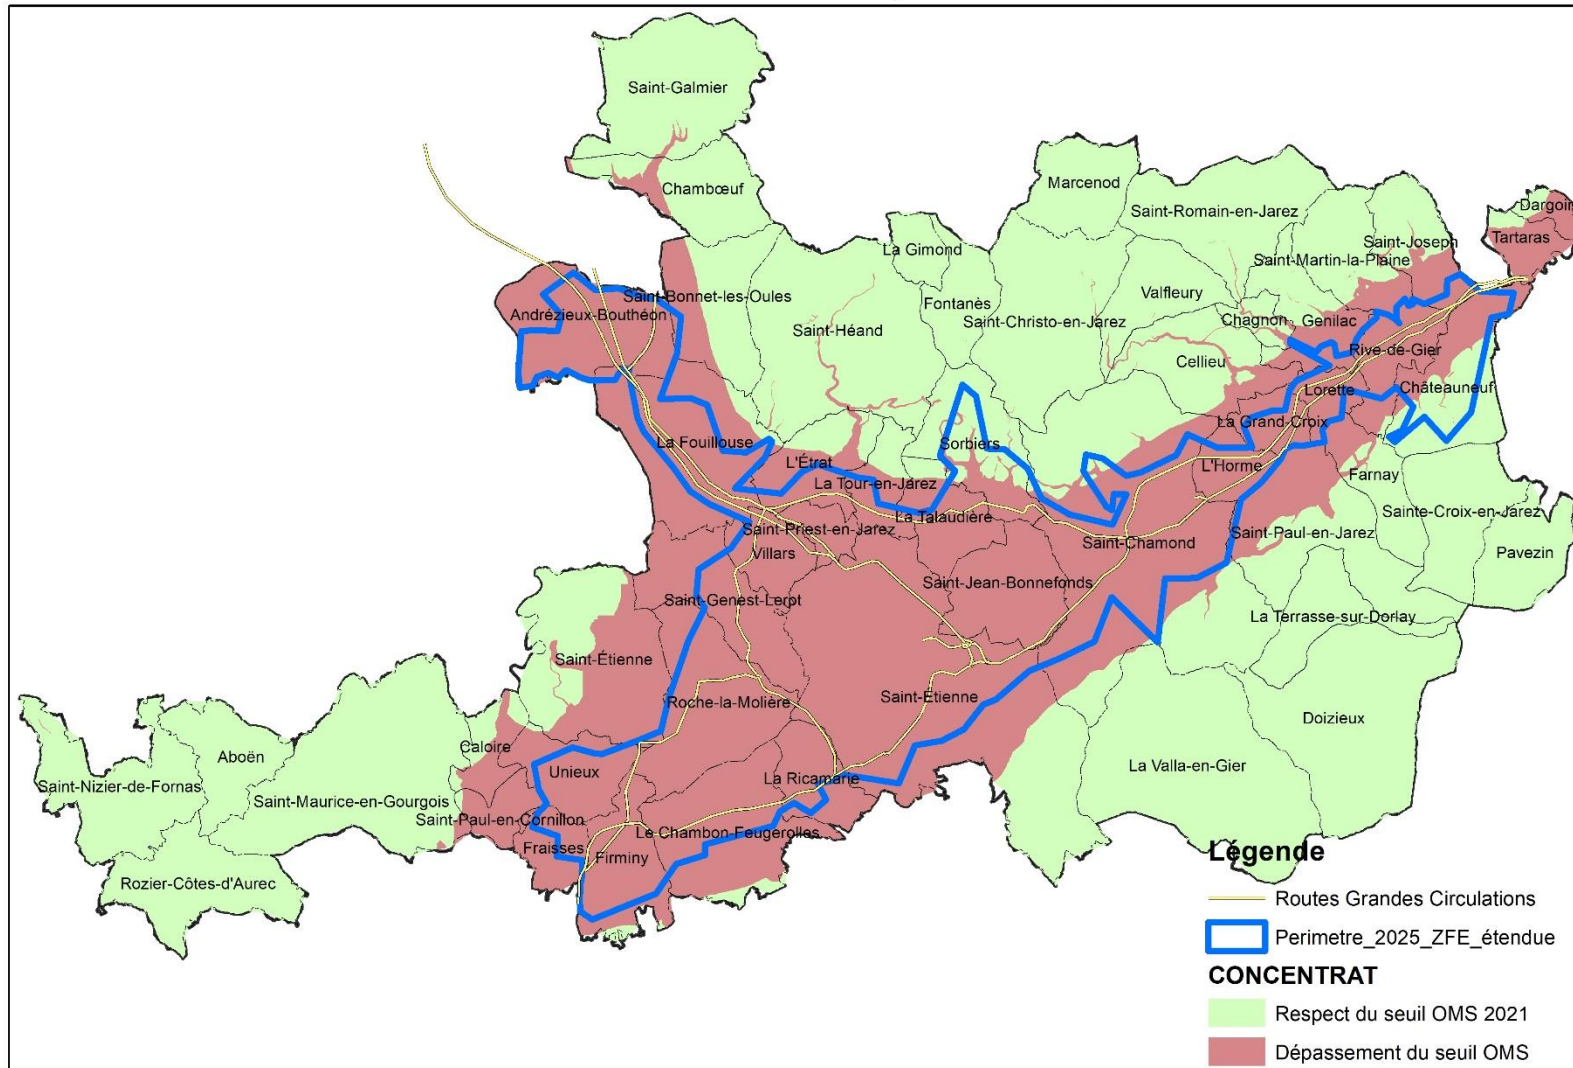 Saint-Galmier
Chambœuf
Marcenod
Saint-Romain-en-Jarez
Dargoir
Tartaras
Saint-Joseph
Saint-Martin-la-Plaine
La Gimond
Saint-Bonnet-les-Oules
Valfleury
Fontanès
Andrézieux-Bouthéon
Saint-Héand
Saint-Christo-en-Jarez
Chagnon
Genilac
Rive-de-Gier
Cellieu
Châteauneuf
Lorette
La Grand-Croix
La Fouillouse
Sorbiers
L'Étrat
L'Horme
Farnay
La Tour-en-Jarez
Sainte-Croix-en-Jarez
La Talaudière
Saint-Priest-en-Jarez
Saint-Paul-en-Jarez
Saint-Chamond
Villars
Pavezin
Saint-Jean-Bonnefonds
Saint-Genest-Lerpt
La Terrasse-sur-Dorlay
Saint-Étienne
Saint-Étienne
Roche-la-Molière
Doizieux
Caloire
Aboën
La Valla-en-Gier
Unieux
La Ricamarie
Saint-Nizier-de-Fornas
Saint-Maurice-en-Gourgois
Saint-Paul-en-Cornillon
Le Chambon-Feugerolles
Fraisses
Firminy
Rozier-Côtes-d'Aurec
Légende
Routes Grandes Circulations
Perimetre_2025_ZFE_étendue
CONCENTRAT
Respect du seuil OMS 2021
Dépassement du seuil OMS